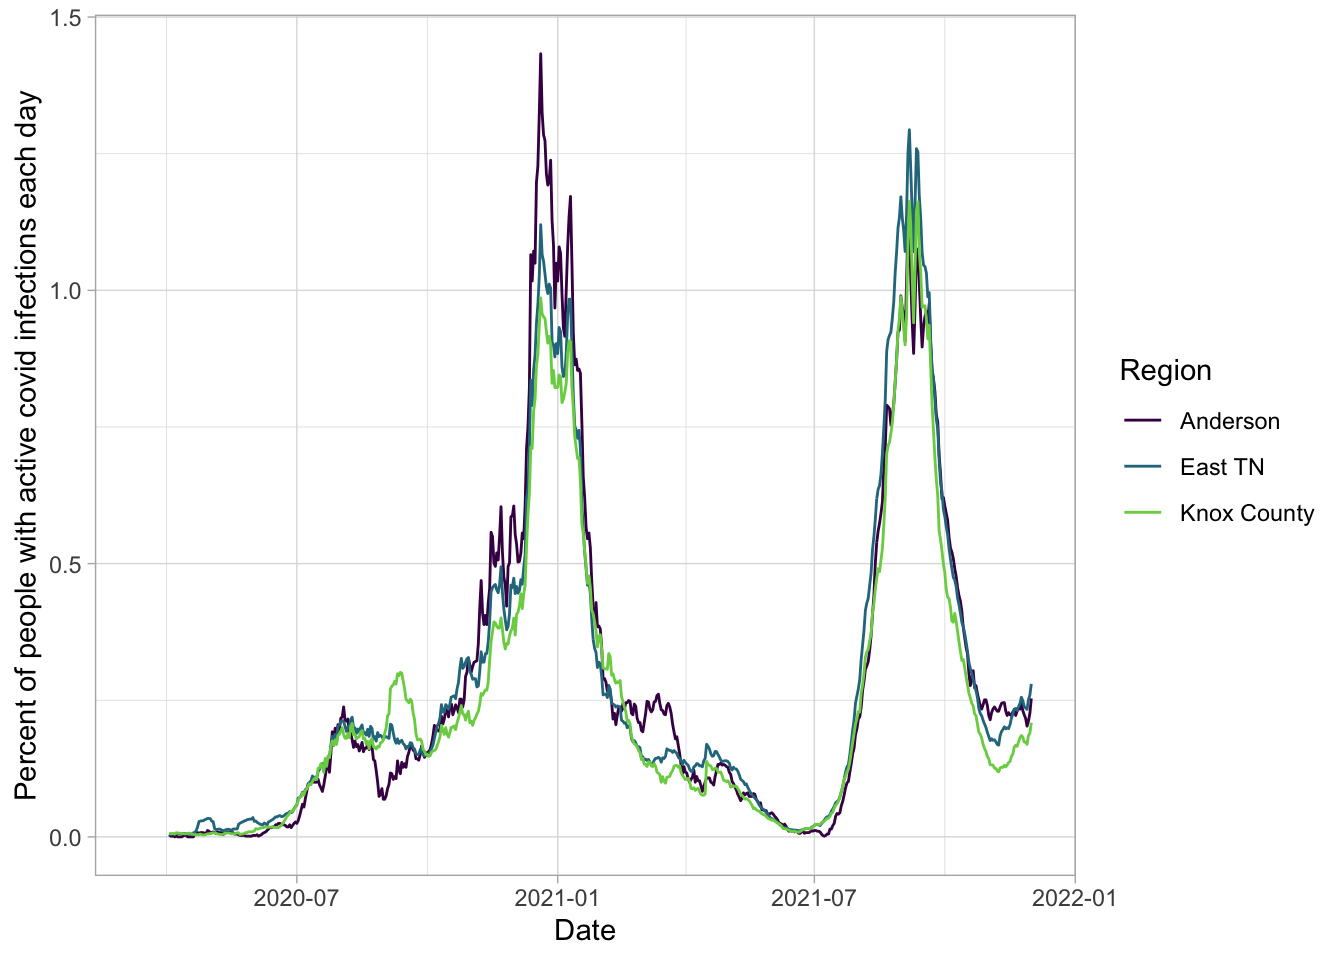 Percent of people with active covid infections each day
1.5
1.0
0.5
0.0
2020-07
2021-01
2021-07
2022-01
Date
Region
Anderson
East TN
Knox County